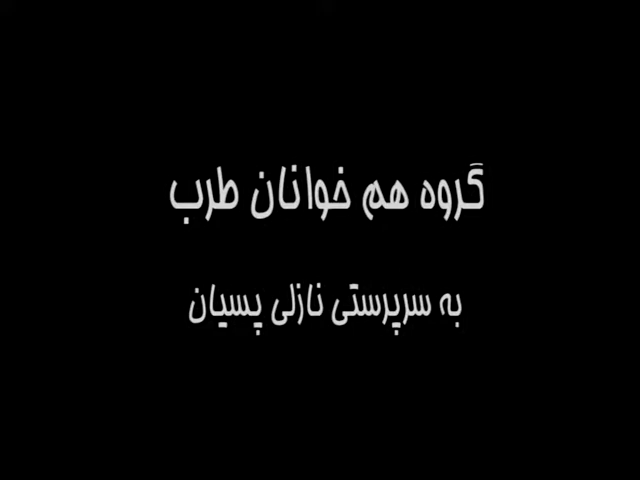 گروه هم خوانان طرب
به سرپرستی نازلی پسیان